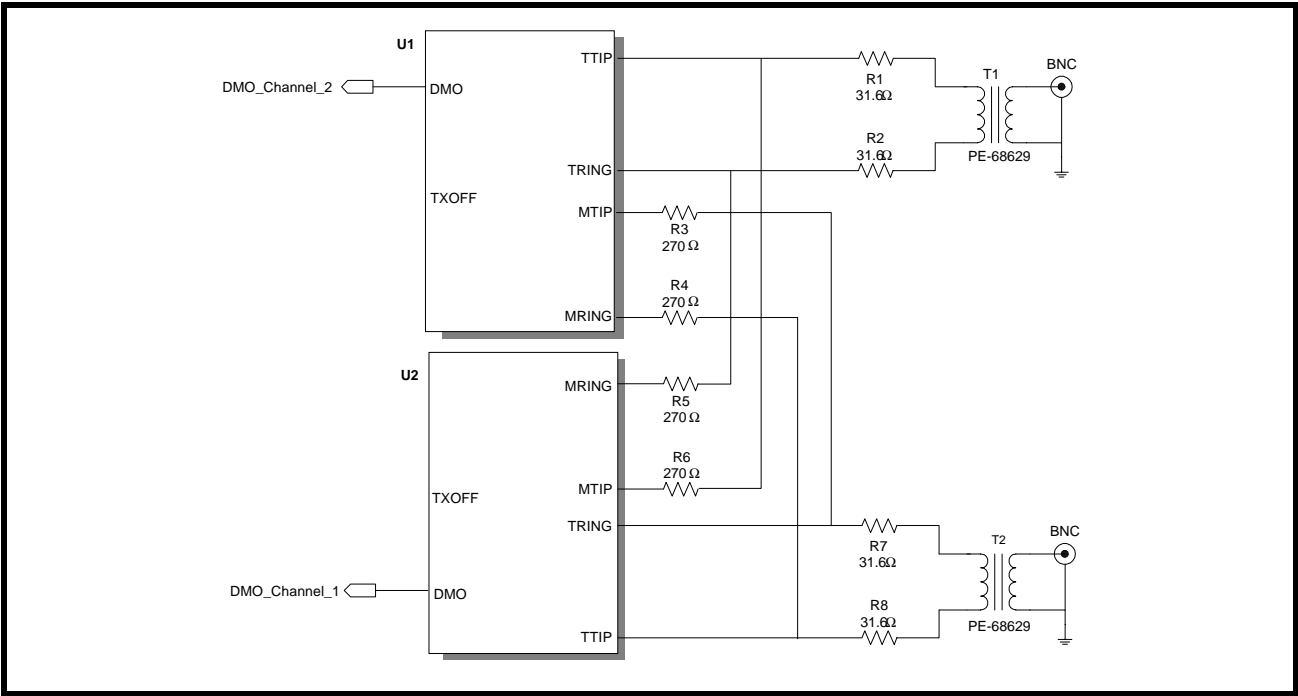 U1
TTIP
DMO_Channel_2
DMO
TRING
TXOFF
MTIP
MRING
R1
31.6Ω
R2
31.6Ω
T1
BNC
PE-68629
R3
270 Ω
R4
270 Ω
U2
MRING
R5
270 Ω
R6
270 Ω
TXOFF
MTIP
TRING
DMO_Channel_1
DMO
TTIP
R7
31.6Ω
R8
31.6Ω
T2
BNC
PE-68629